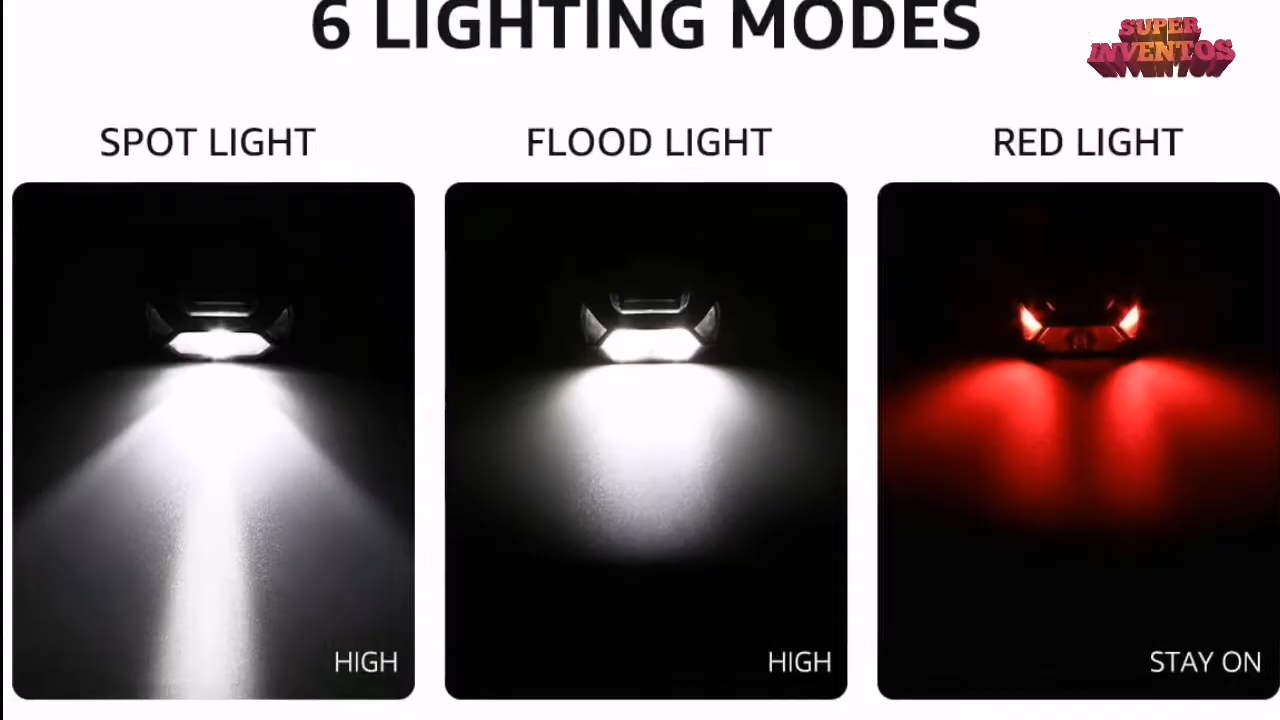 6 LIGHTING MODES
SUPER
INVENTOS
SPOT LIGHT
FLOOD LIGHT
RED LIGHT
HIGH
HIGH
STAY ON